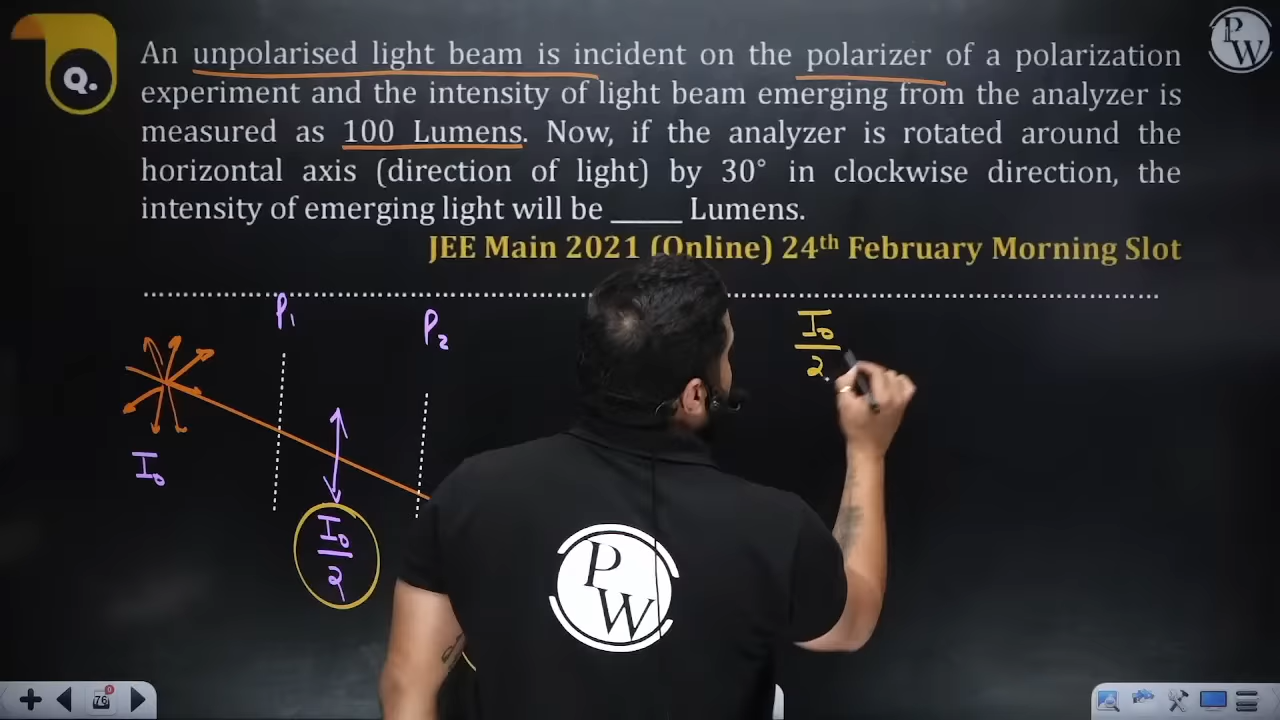 Q.
An unpolarised light beam is incident on the polarizer of a polarization
experiment and the intensity of light beam emerging from the analyzer is
measured as 100 Lumens. Now, if the analyzer is rotated around the
horizontal axis (direction of light) by 30° in clockwise direction, the
intensity of emerging light will be _____ Lumens.
JEE Main 2021 (Online) 24th February Morning Slot
PW
P₁
P₂
I₀
I₀/2
I₀/2
PW
76